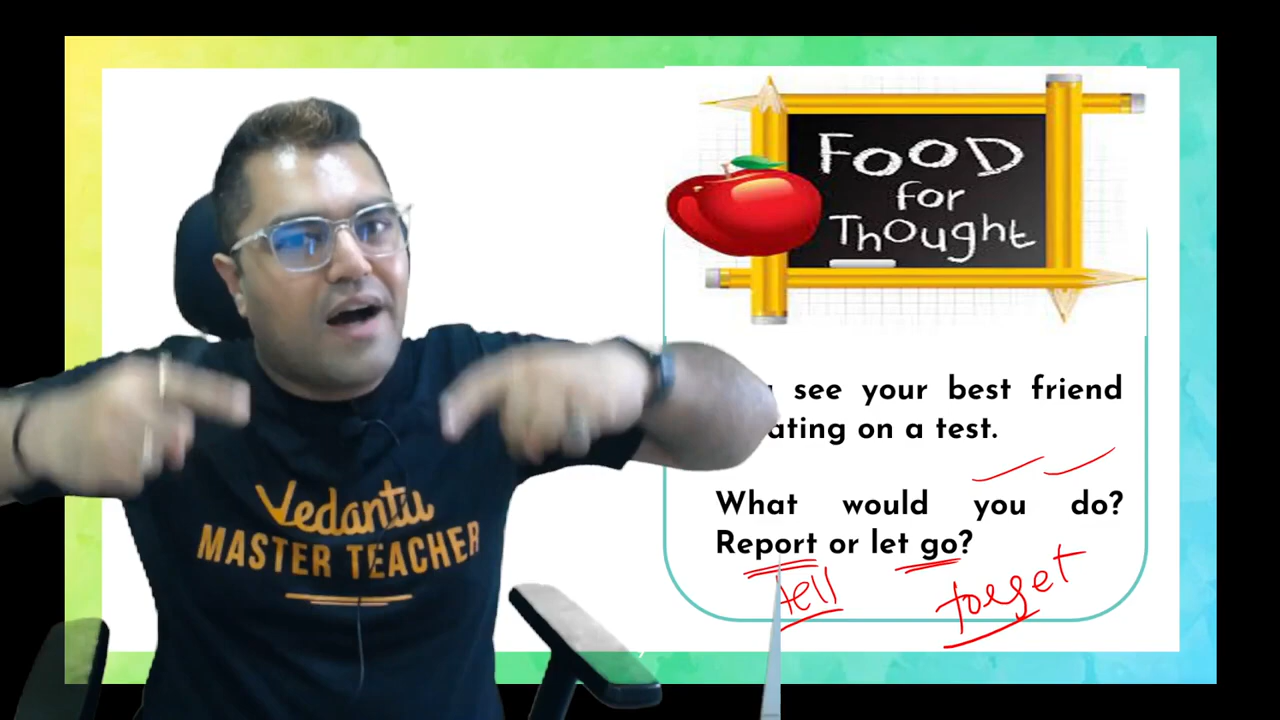 FOOD
for
Thought
see your best friend
on a test.
What would you do?
Report or let go?
tell
forget
Vedantu
MASTER TEACHER